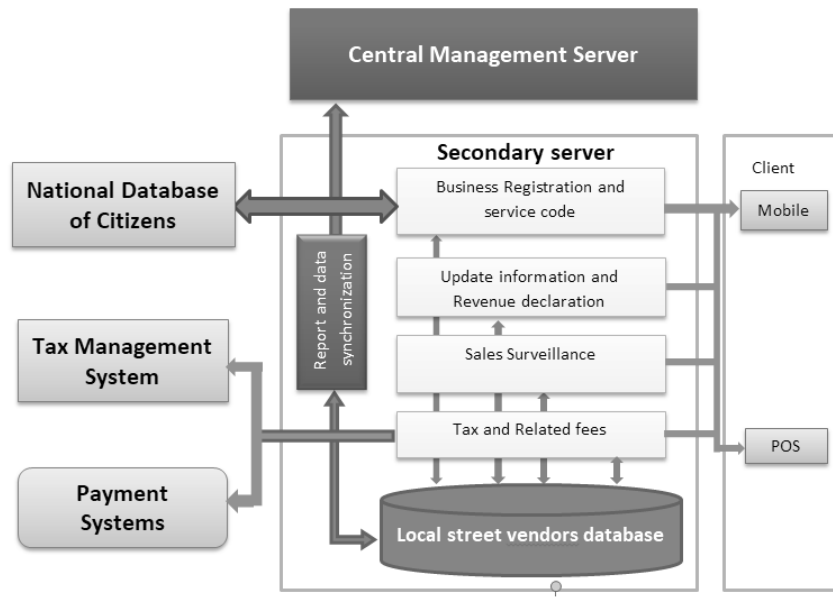 Central Management Server
Secondary server
Business Registration and
service code
Client
Mobile
National Database
of Citizens
Report and data
synchronization
Update information and
Revenue declaration
Tax Management
System
Sales Surveillance
Tax and Related fees
POS
Payment
Systems
Local street vendors database